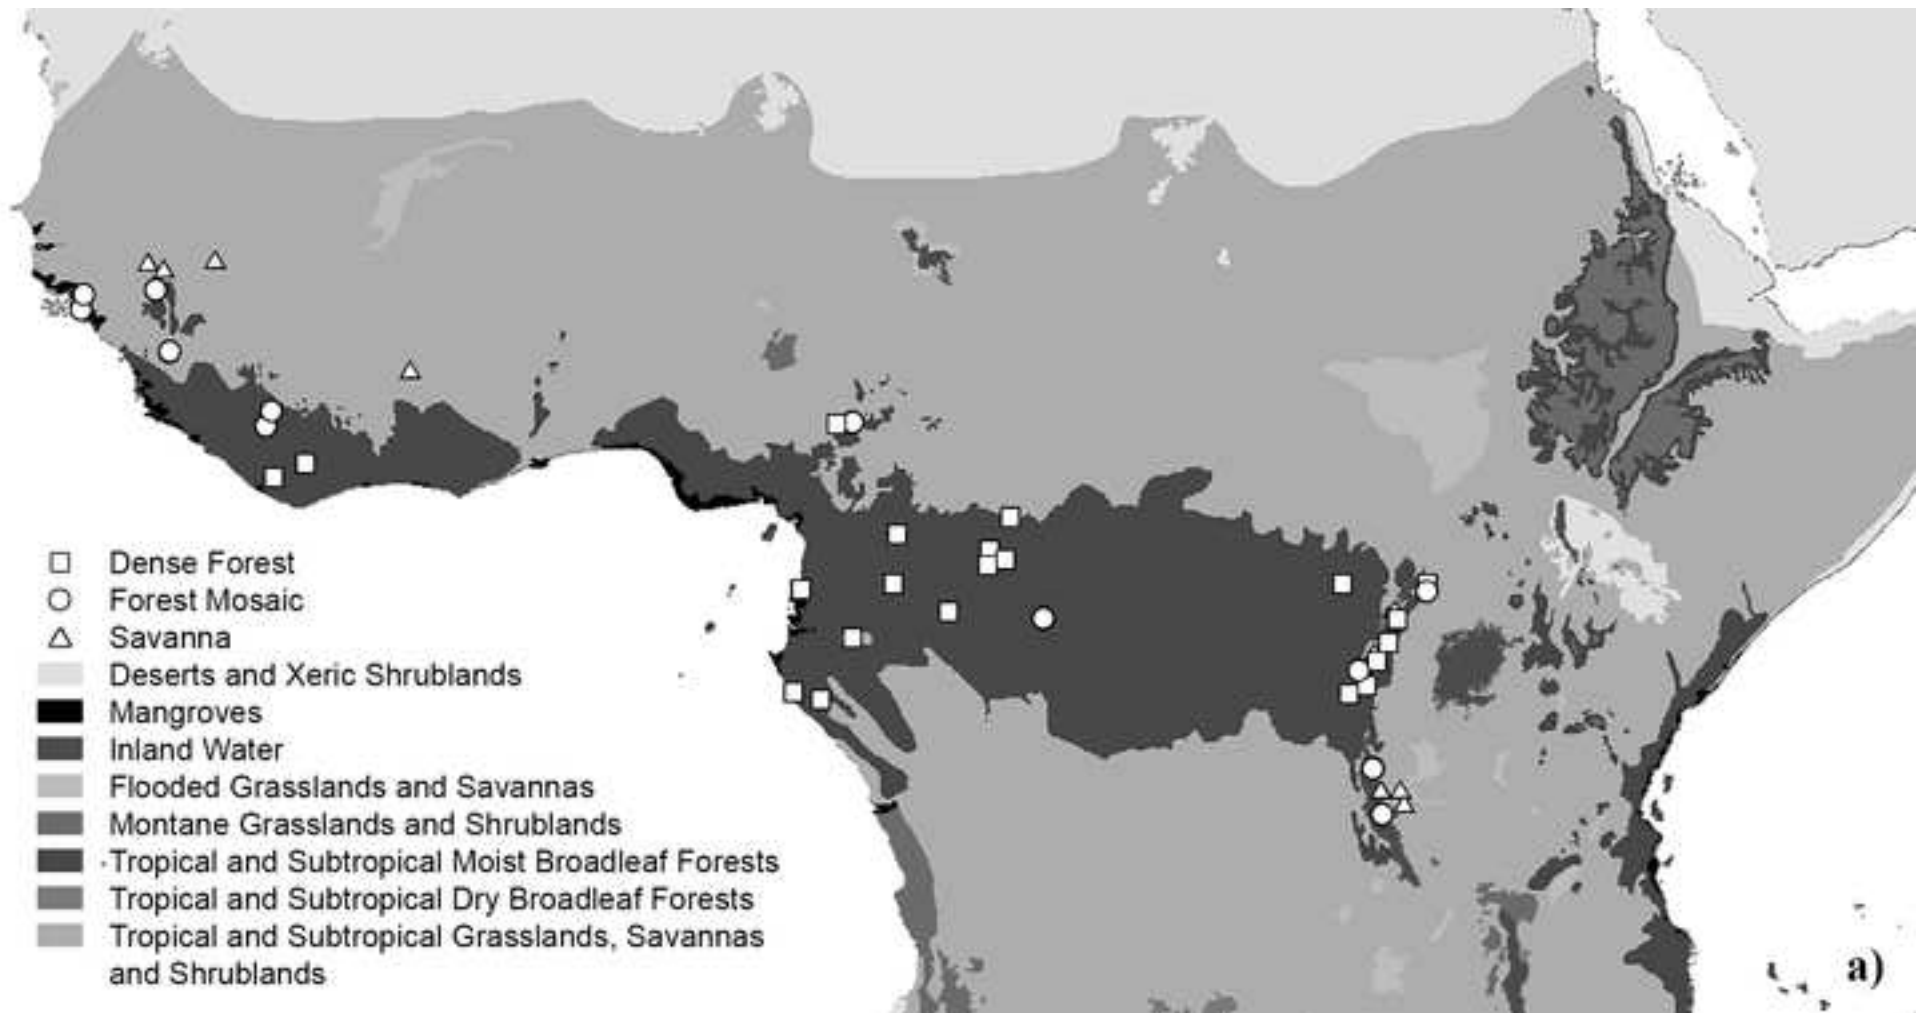 Dense Forest
Forest Mosaic
Savanna
Deserts and Xeric Shrublands
Mangroves
Inland Water
Flooded Grasslands and Savannas
Montane Grasslands and Shrublands
Tropical and Subtropical Moist Broadleaf Forests
Tropical and Subtropical Dry Broadleaf Forests
Tropical and Subtropical Grasslands, Savannas
and Shrublands
a)